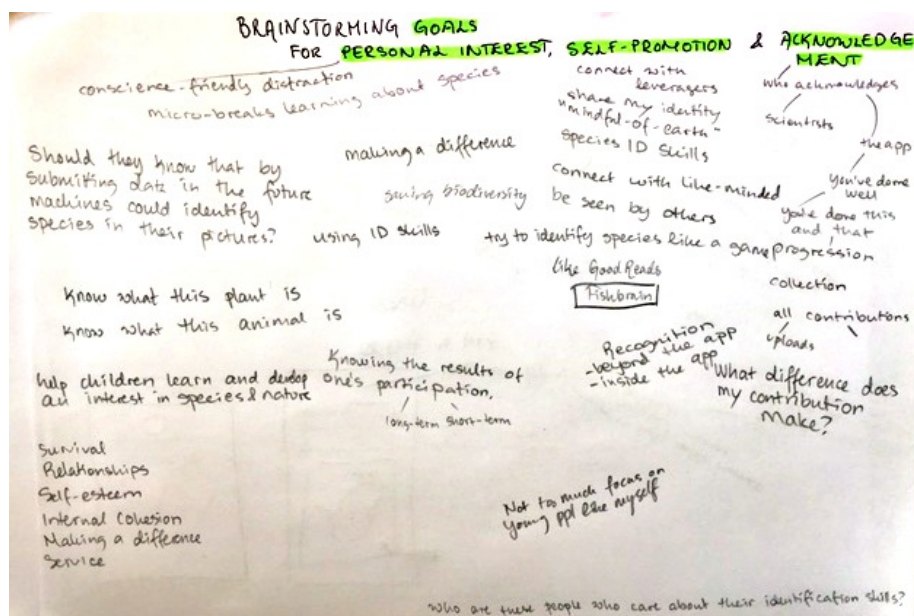 BRAINSTORMING GOALS
FOR PERSONAL INTEREST, SELF-PROMOTION & ACKNOWLEDGE
MENT
conscience-friendly distraction
micro-breaks learning about species
connect with
leveragers
share my identity
"mindful-of-earth"
species ID skills
connect with like-minded
be seen by others
who acknowledges
scientists
the app
you've done
well
you've done this
and that
progression
collection
all contributions
uploads
Should they know that by
submitting data in the future
machines could identify
species in their pictures?
making a difference
saving biodiversity
using ID skills
try to identify species like a game
like GoodReads
Fishbrain
Know what this plant is
Know what this animal is
Recognition
- beyond the app
- inside the app
What difference does
my contribution
make?
help children learn and develop
an interest in species & nature
Knowing the results of
one's participation.
long-term short-term
Survival
Relationships
Self-esteem
Internal Cohesion
Making a difference
Service
Not too much focus on
young ppl like myself
Who are these people who care about their identification skills?